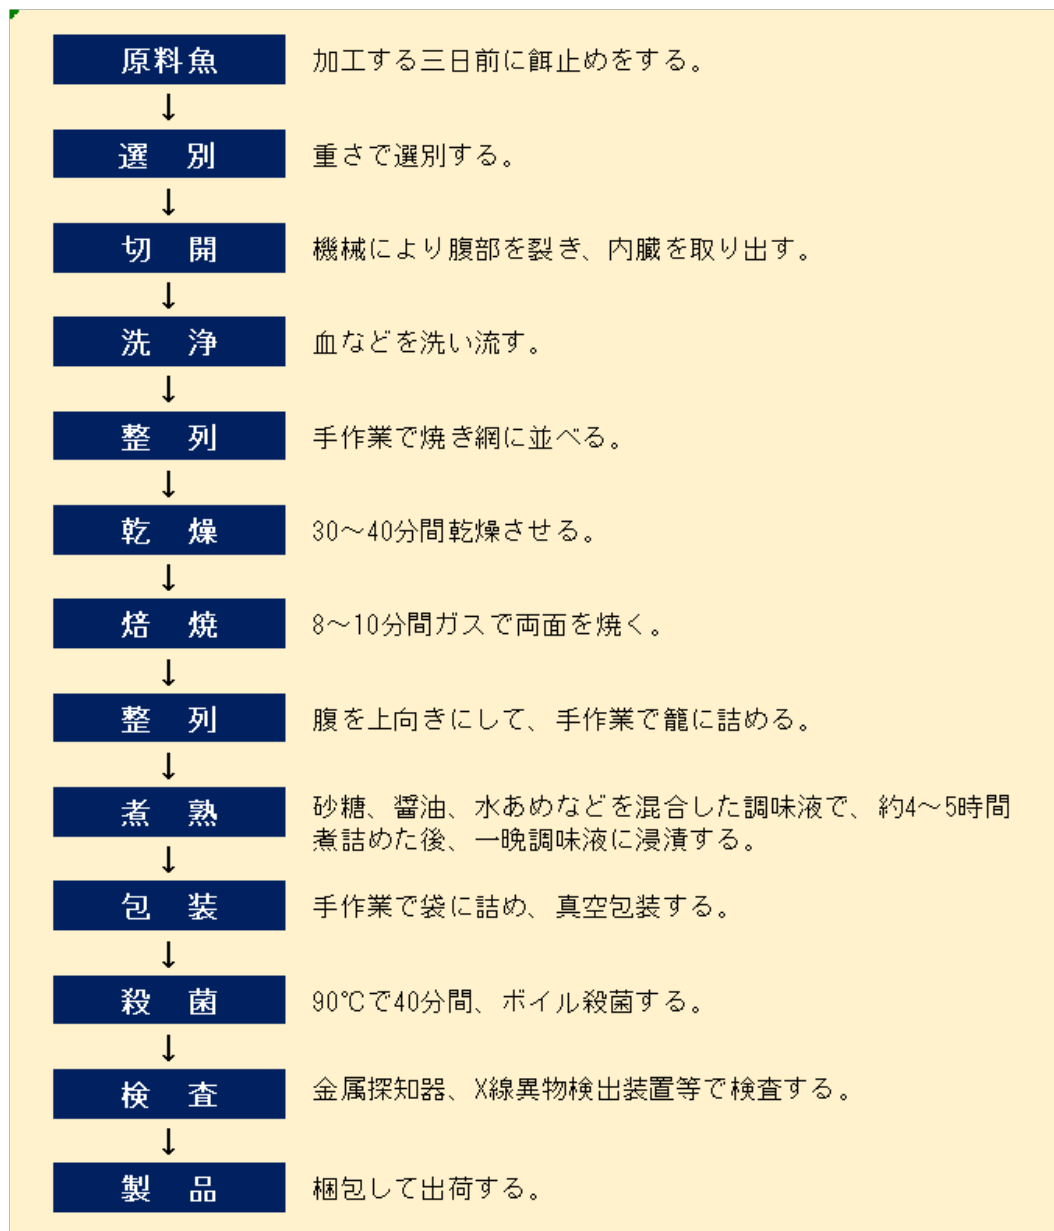 原料魚 加工する三日前に餌止めをする。
↓
選 別 重さで選別する。
↓
切 開 機械により腹部を裂き、内臓を取り出す。
↓
洗 浄 血などを洗い流す。
↓
整 列 手作業で焼き網に並べる。
↓
乾 燥 30～40分間乾燥させる。
↓
焙 焼 8～10分間ガスで両面を焼く。
↓
整 列 腹を上向きにして、手作業で籠に詰める。
↓
煮 熟 砂糖、醤油、水あめなどを混合した調味液で、約4～5時間
煮詰めた後、一晩調味液に浸漬する。
↓
包 装 手作業で袋に詰め、真空包装する。
↓
殺 菌 90℃で40分間、ボイル殺菌する。
↓
検 査 金属探知器、X線異物検出装置等で検査する。
↓
製 品 梱包して出荷する。